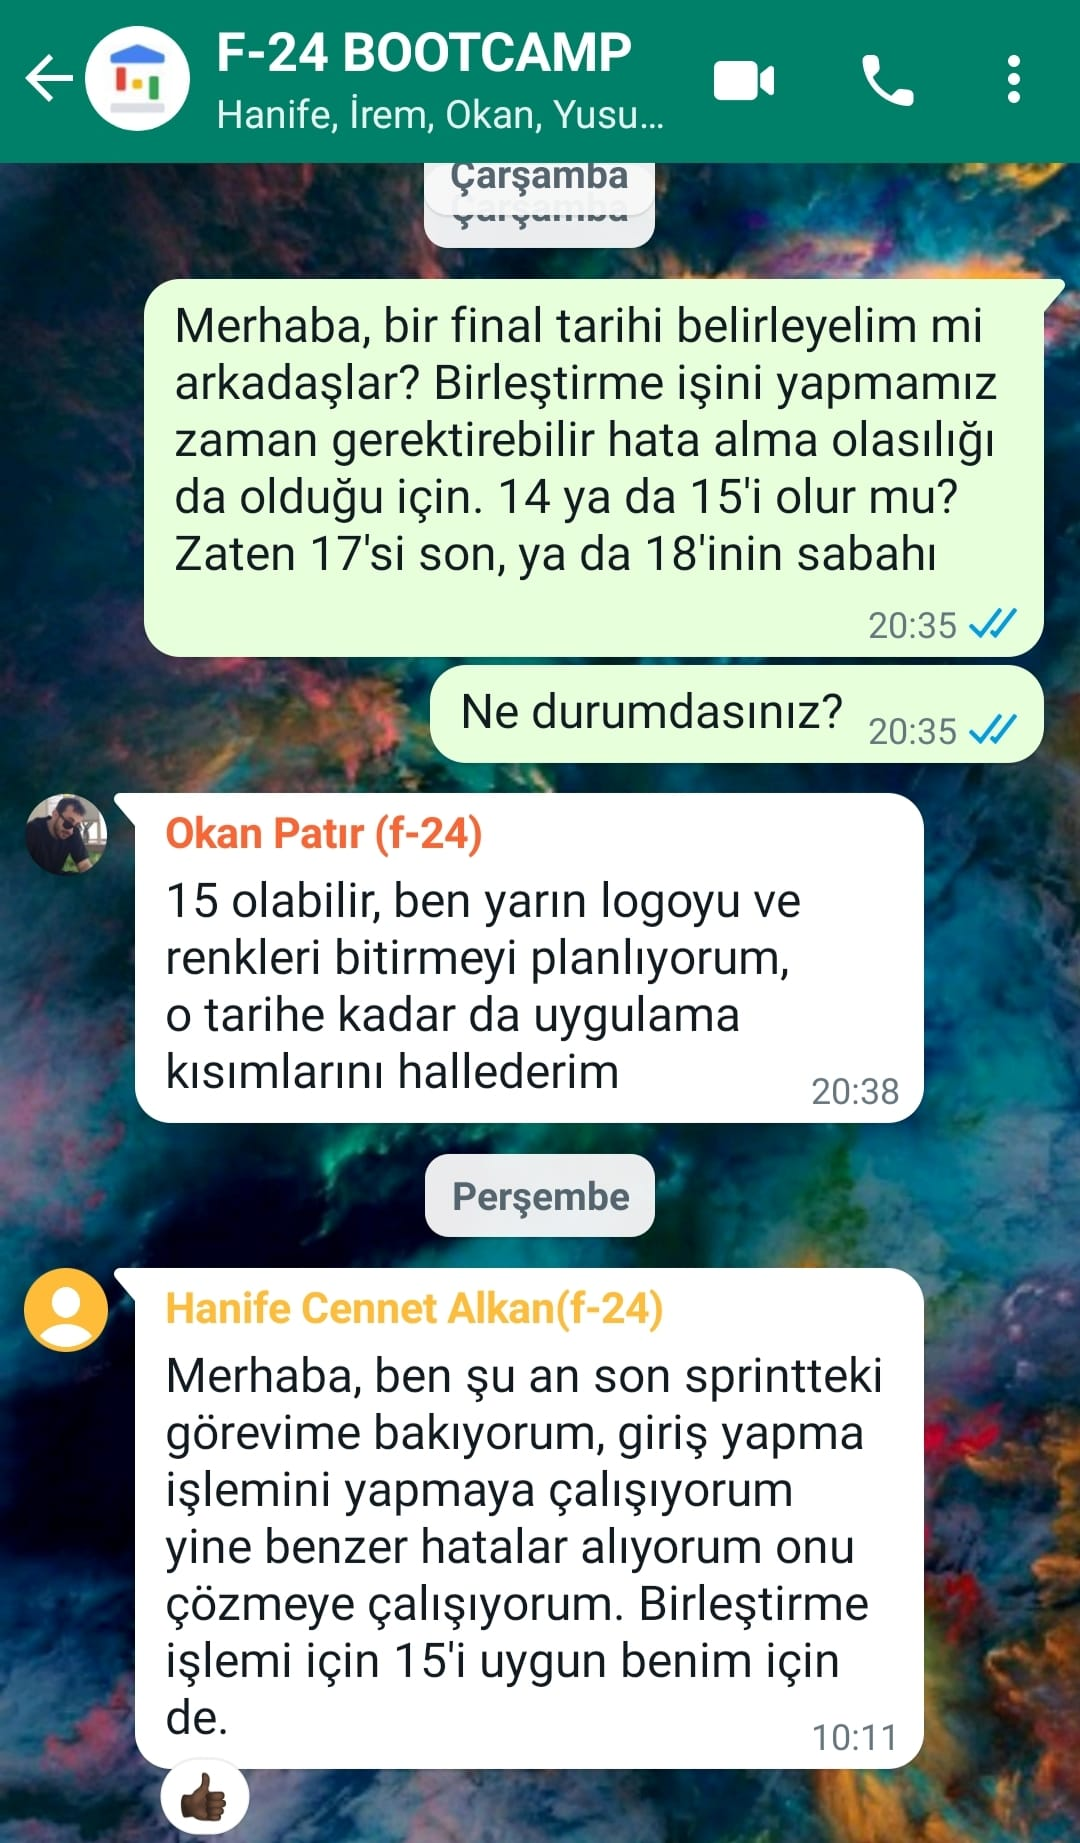 F-24 BOOTCAMP
Hanife, İrem, Okan, Yusu...
Çarşamba
Çarşamba
Merhaba, bir final tarihi belirleyelim mi
arkadaşlar? Birleştirme işini yapmamız
zaman gerektirebilir hata alma olasılığı
da olduğu için. 14 ya da 15'i olur mu?
Zaten 17'si son, ya da 18'inin sabahı
20:35
Ne durumdasınız?
20:35
Okan Patır (f-24)
15 olabilir, ben yarın logoyu ve
renkleri bitirmeyi planlıyorum,
o tarihe kadar da uygulama
kısımlarını hallederim
20:38
Perşembe
Hanife Cennet Alkan(f-24)
Merhaba, ben şu an son sprintteki
görevime bakıyorum, giriş yapma
işlemini yapmaya çalışıyorum
yine benzer hatalar alıyorum onu
çözmeye çalışıyorum. Birleştirme
işlemi için 15'i uygun benim için
de.
10:11